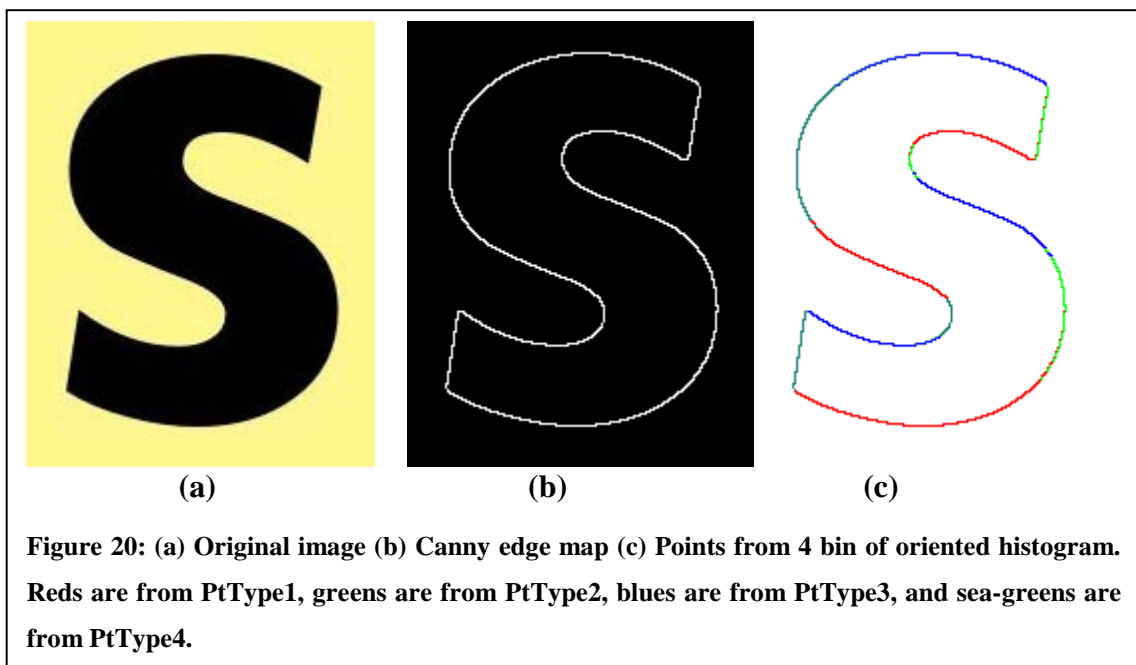 S
(a) (b) (c)
Figure 20: (a) Original image (b) Canny edge map (c) Points from 4 bin of oriented histogram.
Reds are from PtType1, greens are from PtType2, blues are from PtType3, and sea-greens are
from PtType4.